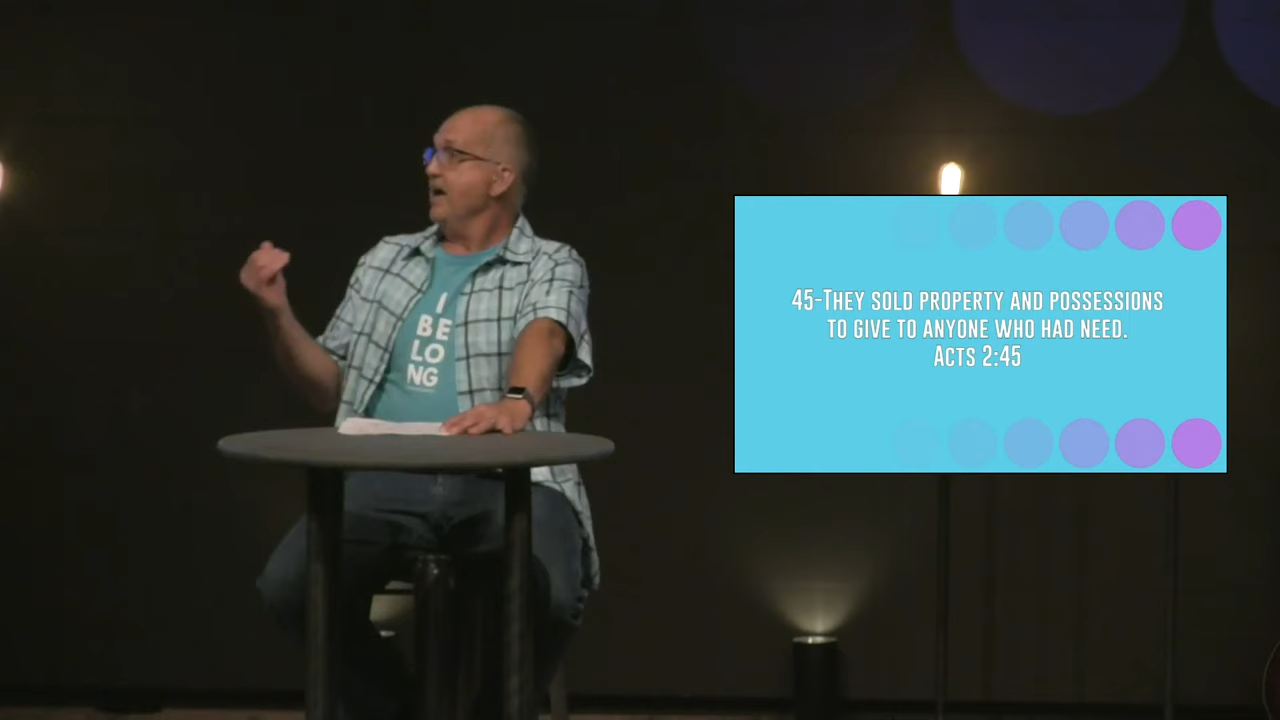 I
BE
LO
NG
45-They sold property and possessions
to give to anyone who had need.
Acts 2:45